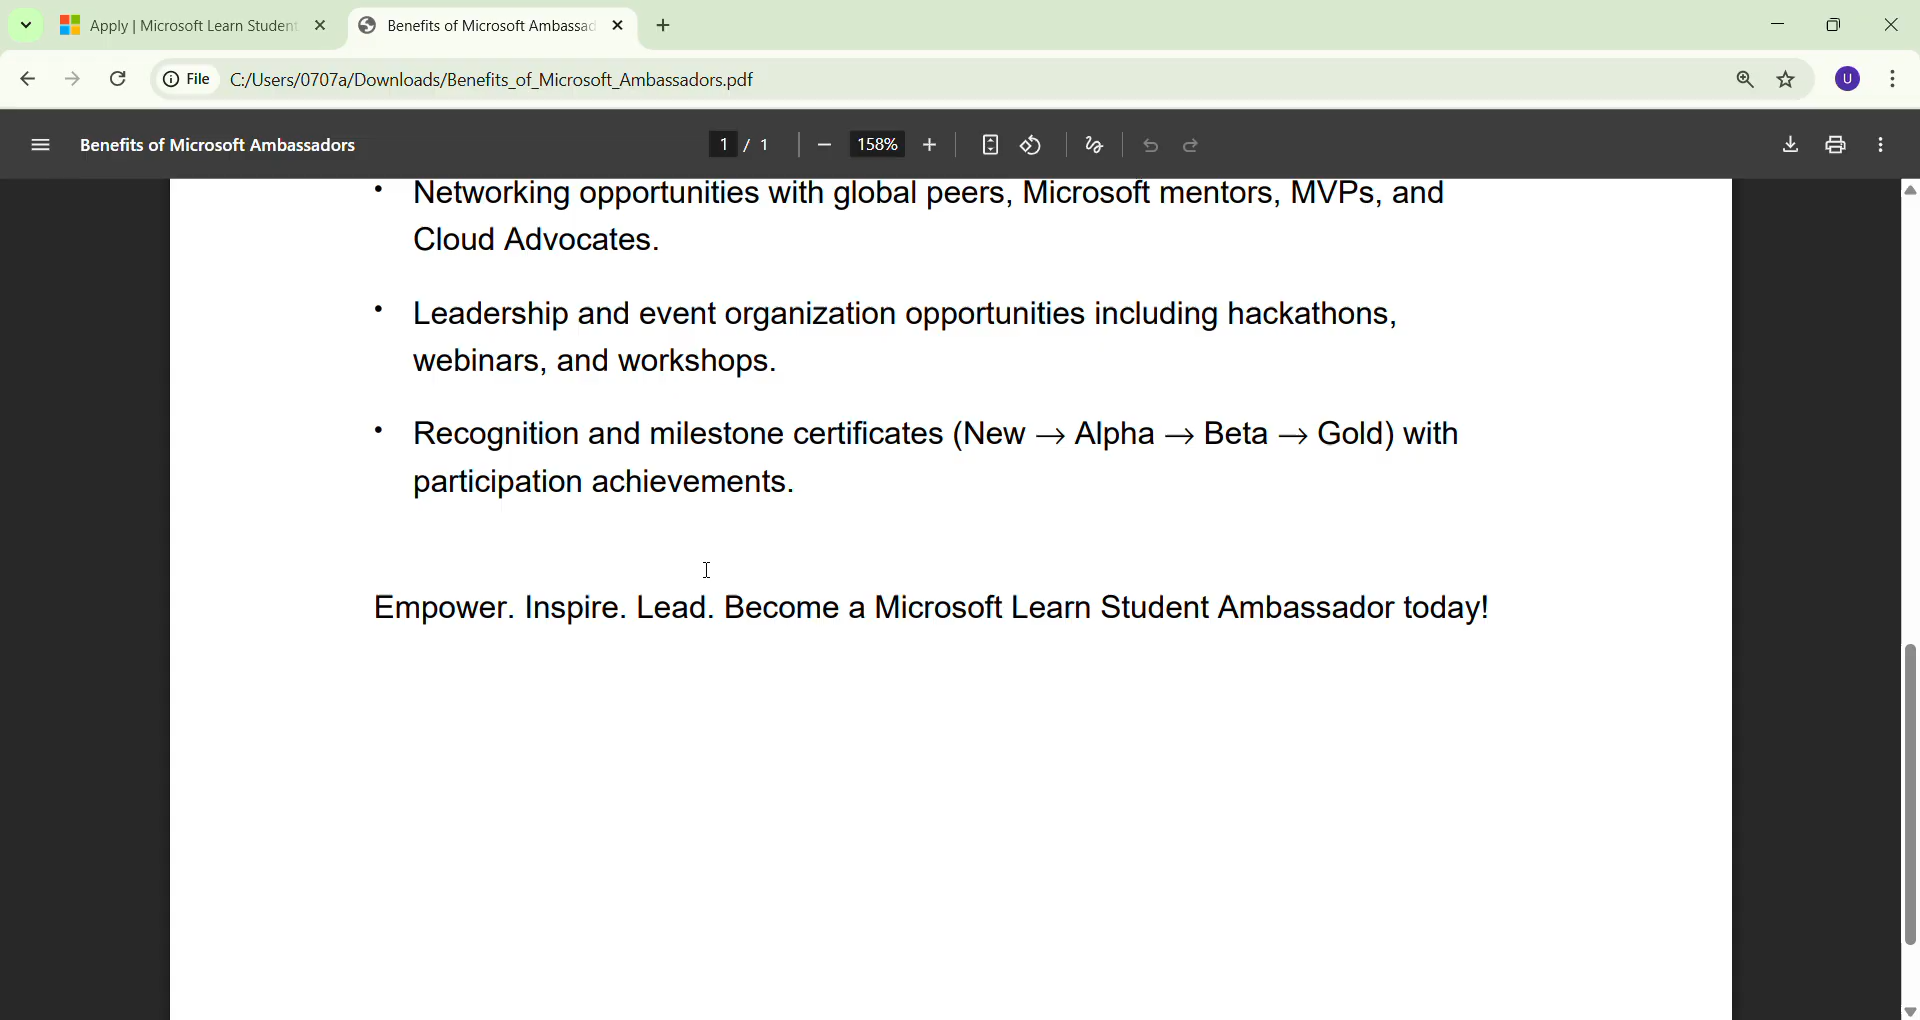 Apply | Microsoft Learn Student
Benefits of Microsoft Ambassad
File
C:/Users/0707a/Downloads/Benefits_of_Microsoft_Ambassadors.pdf
U
Benefits of Microsoft Ambassadors
1 / 1
158%
• Networking opportunities with global peers, Microsoft mentors, MVPs, and
Cloud Advocates.
• Leadership and event organization opportunities including hackathons,
webinars, and workshops.
• Recognition and milestone certificates (New → Alpha → Beta → Gold) with
participation achievements.
Empower. Inspire. Lead. Become a Microsoft Learn Student Ambassador today!